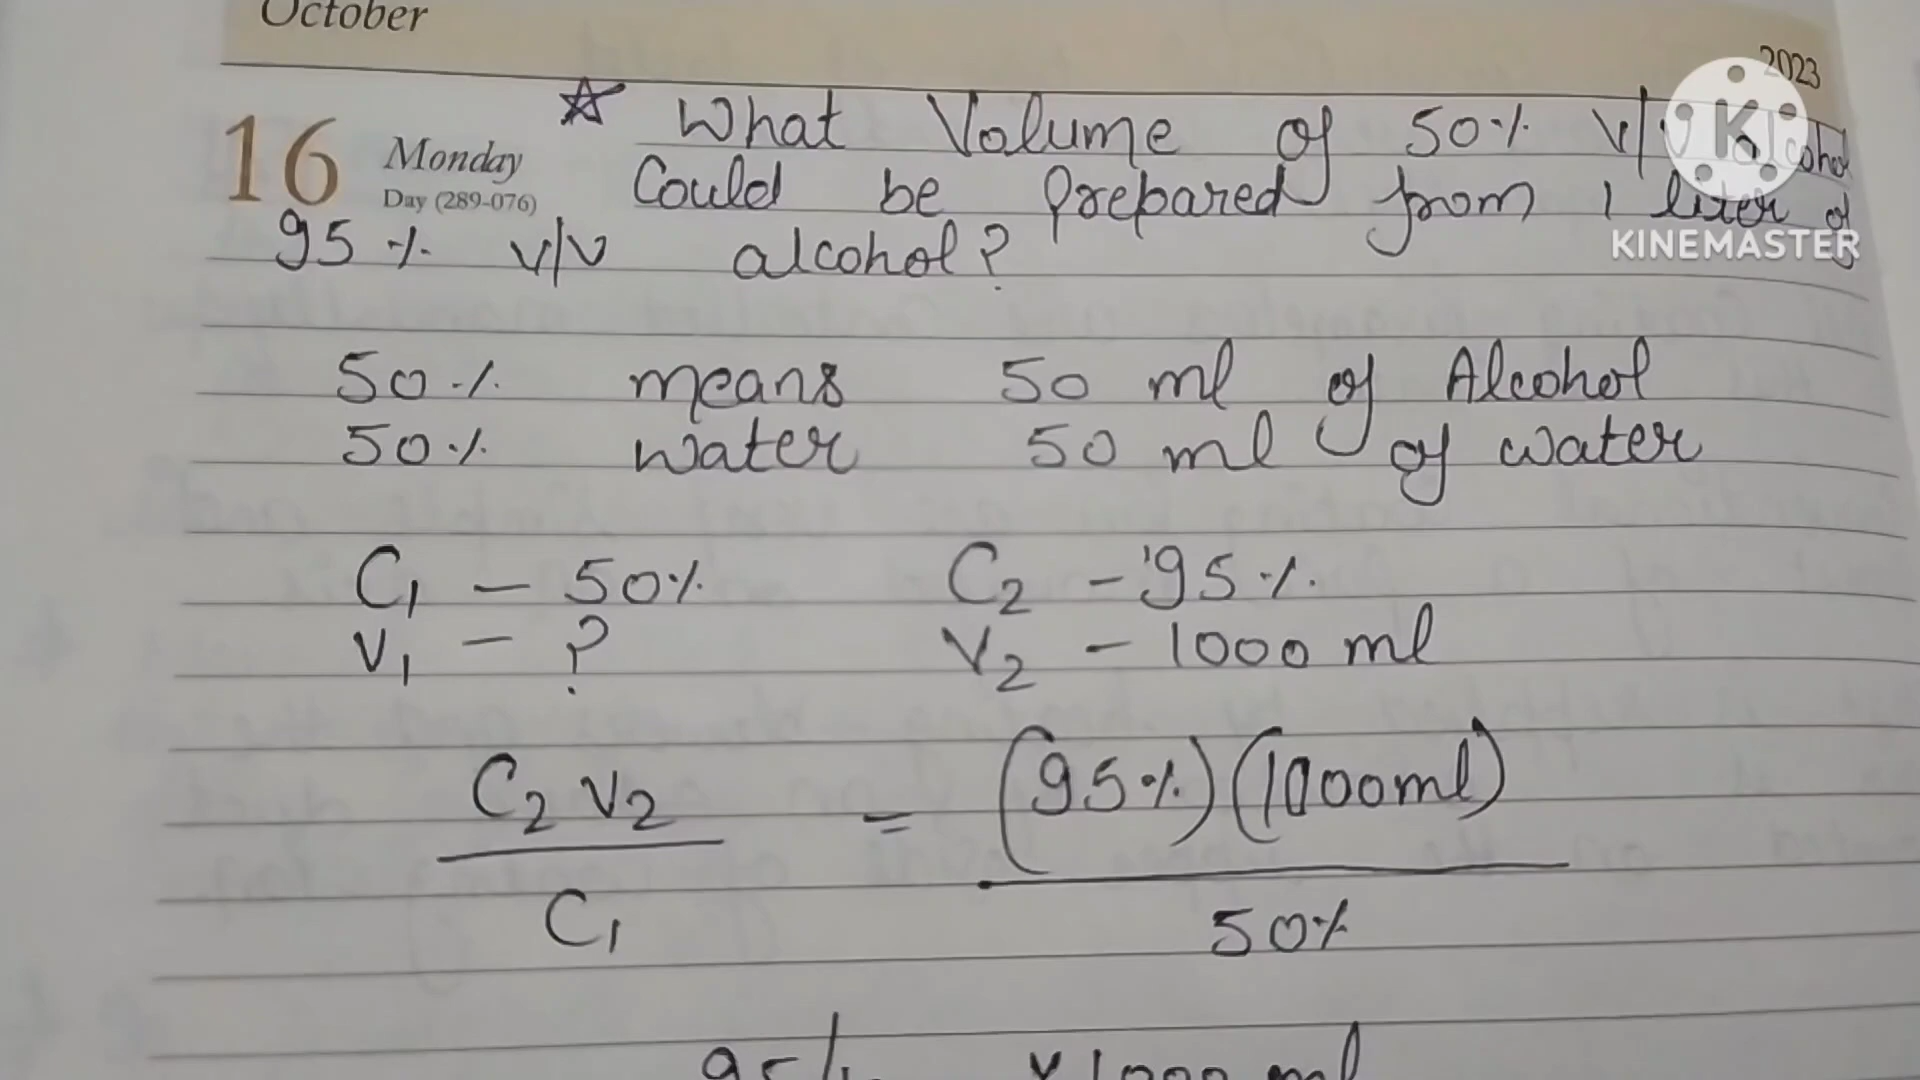 October
2023
16 Monday
Day (289-076)
☆ What Volume of 50% v/v Alcohol
Could be Prepared from 1 liter of
95% v/v alcohol?
KINEMASTER
50% means 50 ml of Alcohol
50% water 50 ml of water
C1 – 50% C2 – 95%.
V1 – ? V2 – 1000 ml
C2 V2 = (95%) (1000ml)
C1 50%
x 1000 ml